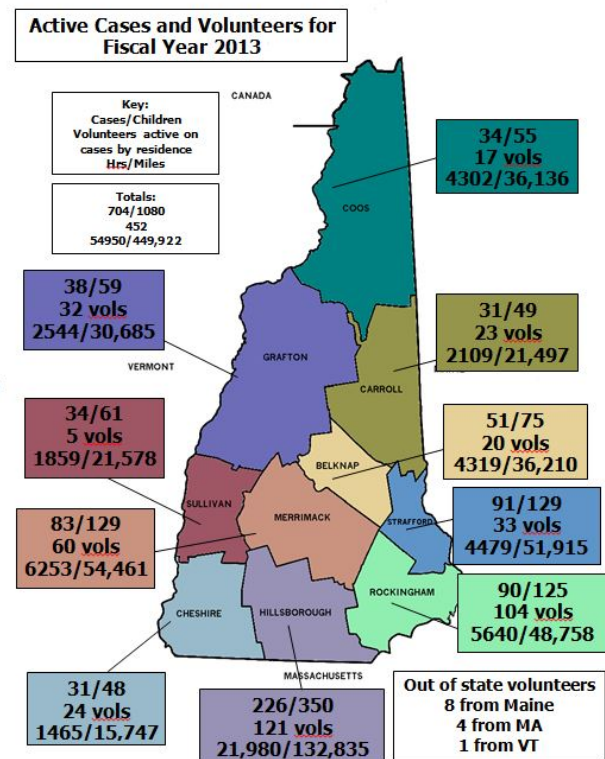 Active Cases and Volunteers for
Fiscal Year 2013
CANADA
Key:
Cases/Children
Volunteers active on
cases by residence
Hrs/Miles
Totals:
704/1080
452
54950/449,922
34/55
17 vols
4302/36,136
COOS
38/59
32 vols
2544/30,685
31/49
23 vols
2109/21,497
VERMONT
GRAFTON
CARROLL
34/61
5 vols
1859/21,578
51/75
20 vols
4319/36,210
BELKNAP
SULLIVAN
MERRIMACK
STRAFFORD
83/129
60 vols
6253/54,461
91/129
33 vols
4479/51,915
CHESHIRE
HILLSBOROUGH
ROCKINGHAM
90/125
104 vols
5640/48,758
MASSACHUSETTS
31/48
24 vols
1465/15,747
226/350
121 vols
21,980/132,835
Out of state volunteers
8 from Maine
4 from MA
1 from VT